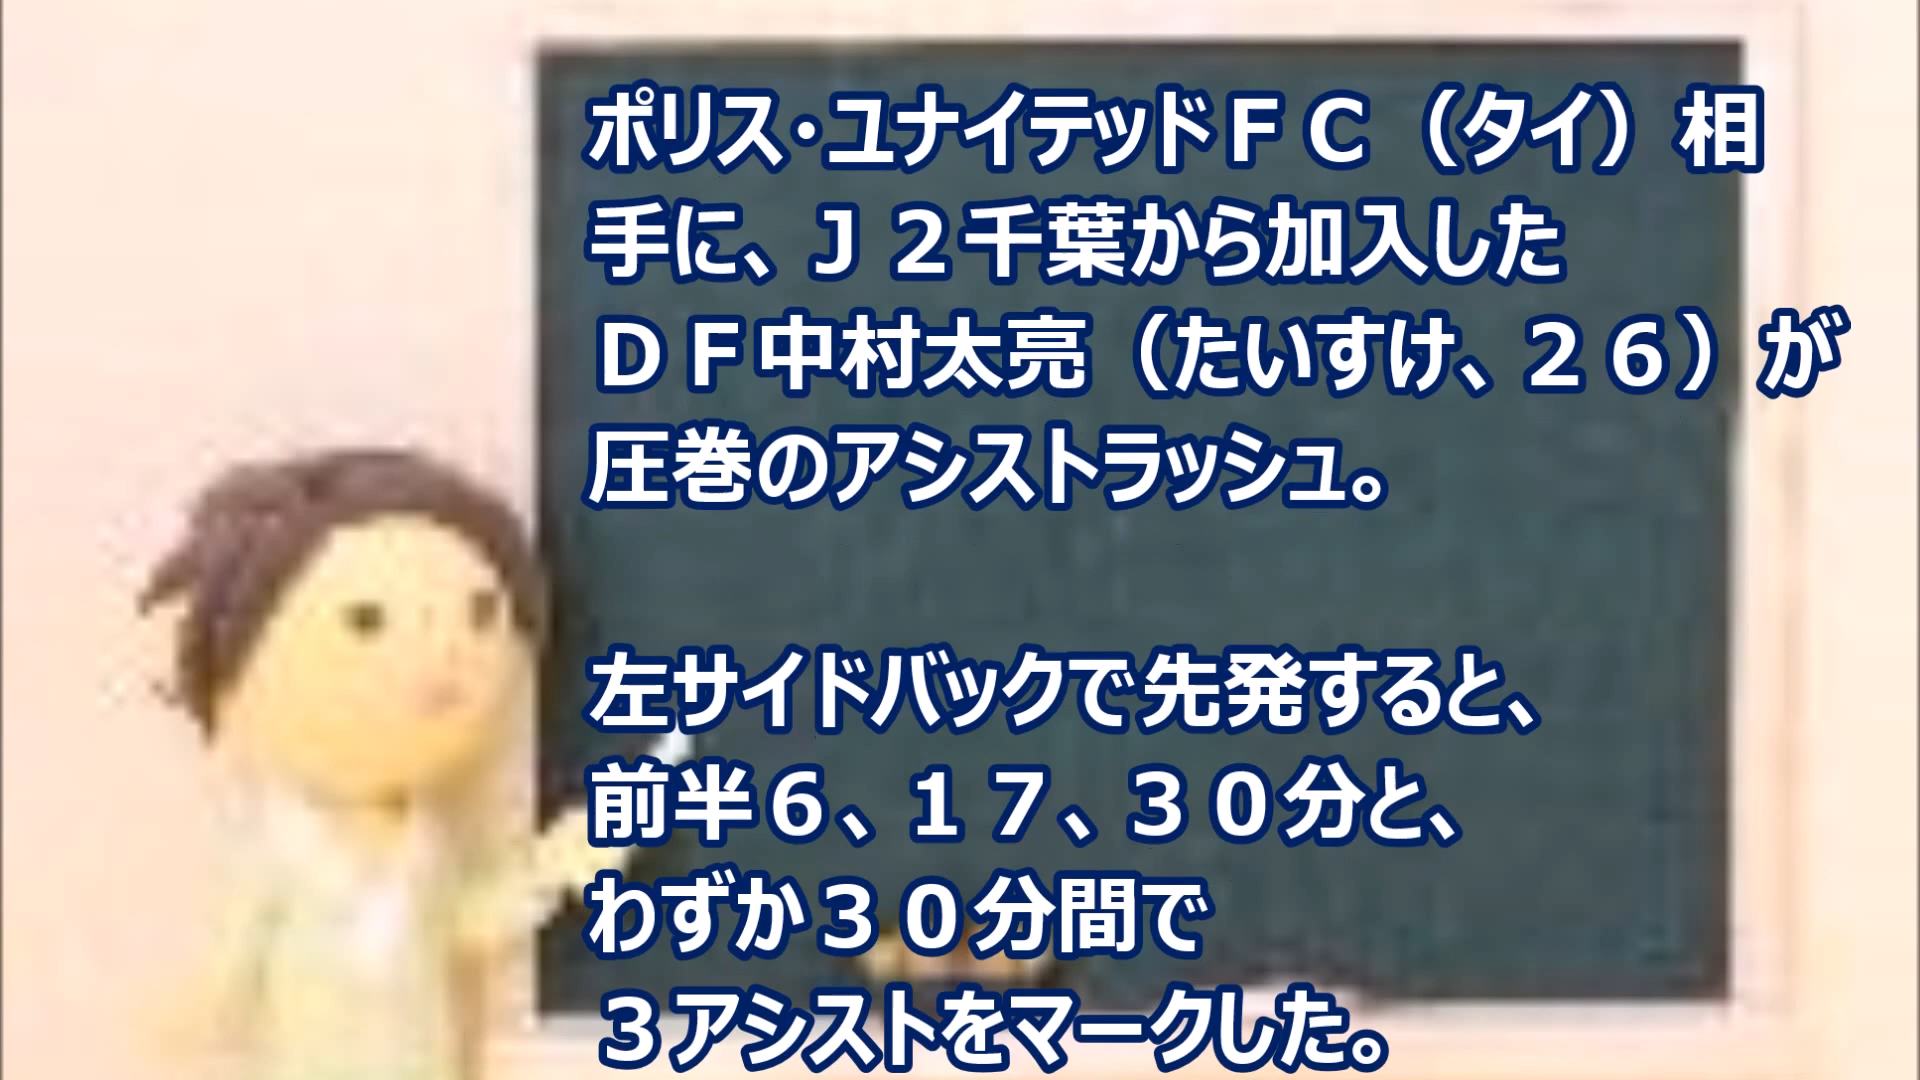 ポリス・ユナイテッドＦＣ（タイ）相
手に、Ｊ２千葉から加入した
ＤＦ中村太亮（たいすけ、２６）が
圧巻のアシストラッシュ。
左サイドバックで先発すると、
前半６、１７、３０分と、
わずか３０分間で
３アシストをマークした。